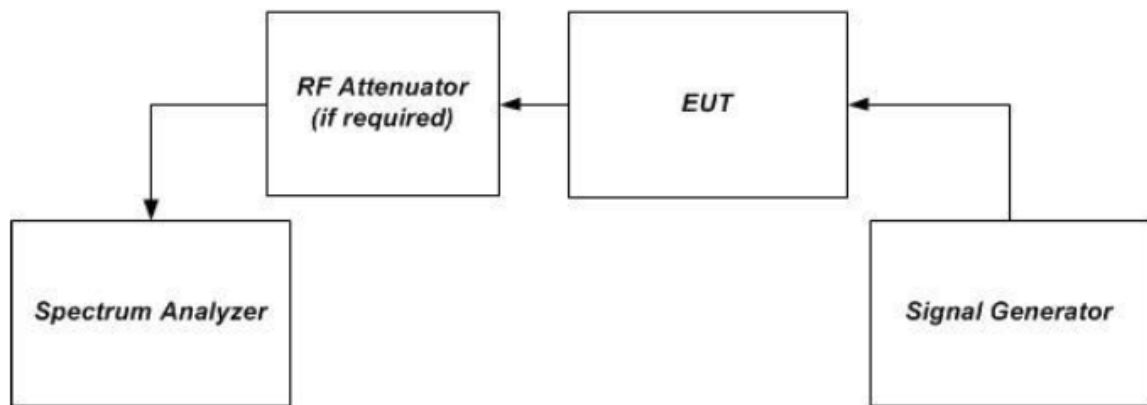 RF Attenuator
(if required)
EUT
Spectrum Analyzer
Signal Generator